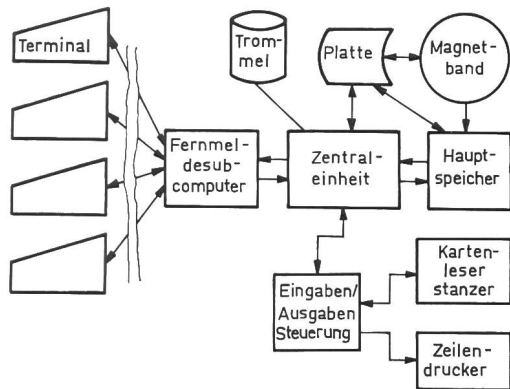 Terminal
Trom-
mel
Platte
Magnet-
band
Fernmel-
desub-
computer
Zentral-
einheit
Haupt-
speicher
Eingaben/
Ausgaben
Steuerung
Karten-
leser
stanzer
Zeilen-
drucker